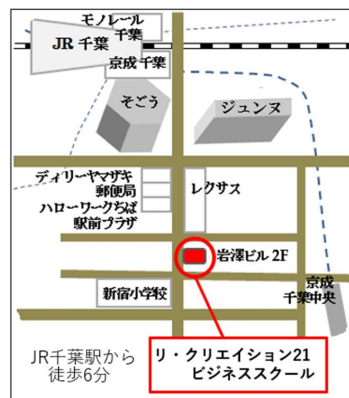 モノレール
千葉
JR 千葉
京成 千葉
そごう
ジュンヌ
ディリーヤマザキ
郵便局
ハローワークちば
駅前プラザ
レクサス
岩澤ビル 2F
新宿小学校
京成
千葉中央
JR千葉駅から
徒歩6分
リ・クリエイション21
ビジネススクール